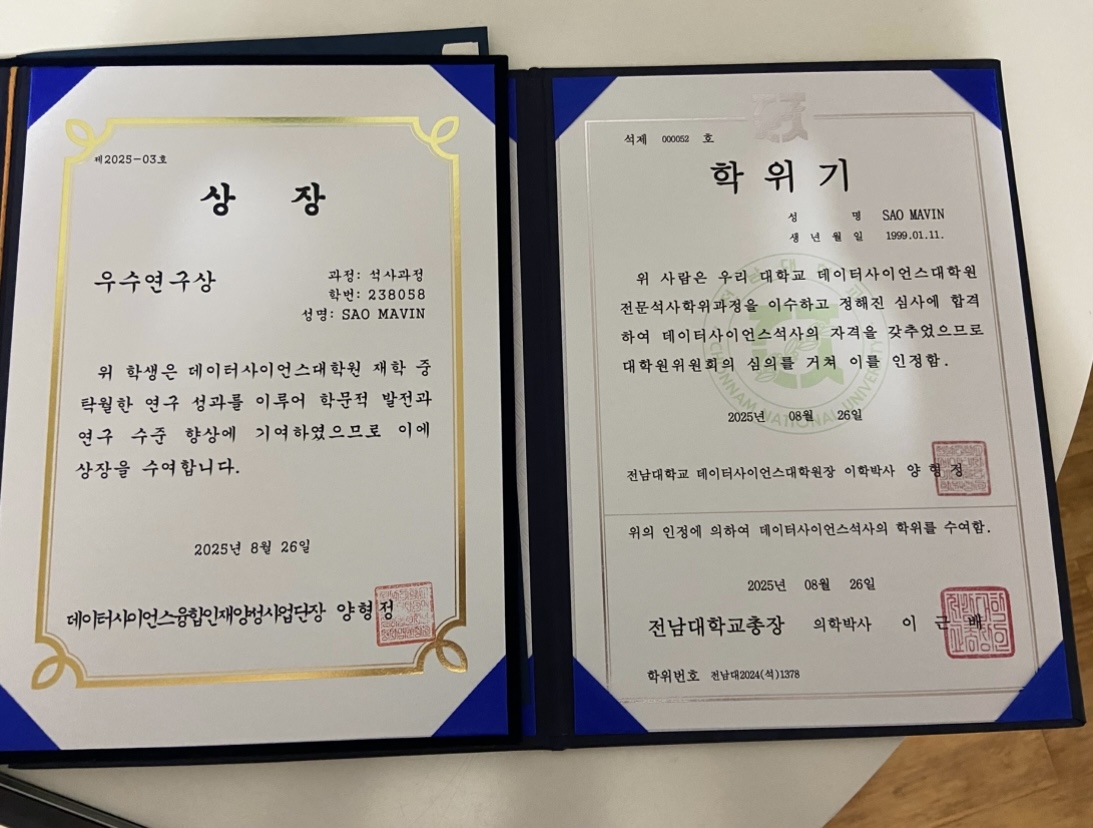 제2025-03호
상 장
우수연구상
과정: 석사과정
학번: 238058
성명: SAO MAVIN
위 학생은 데이터사이언스대학원 재학 중
탁월한 연구 성과를 이루어 학문적 발전과
연구 수준 향상에 기여하였으므로 이에
상장을 수여합니다.
2025년 8월 26일
데이터사이언스융합인재양성사업단장 양형정
석제 000052 호
학 위 기
성 명 SAO MAVIN
생 년 월 일 1999.01.11.
위 사람은 우리 대학교 데이터사이언스대학원
전문석사학위과정을 이수하고 정해진 심사에 합격
하여 데이터사이언스석사의 자격을 갖추었으므로
대학원위원회의 심의를 거쳐 이를 인정함.
CHONNAM NATIONAL UNIVERSITY
2025년 08월 26일
전남대학교 데이터사이언스대학원장 이학박사 양 형 정
위의 인정에 의하여 데이터사이언스석사의 학위를 수여함.
2025년 08월 26일
전남대학교총장 의학박사 이 근 배
학위번호 전남대2024(석)1378